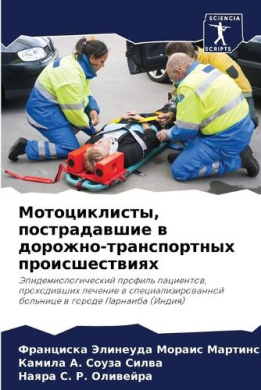 SCIENCIA
SCRIPTS
Мотоциклисты,
пострадавшие в
дорожно-транспортных
происшествиях
Эпидемиологический профиль пациентов,
проходивших лечение в специализированной
больнице в городе Парнаиба (Индия)
Франциска Элинеуда Мораис Мартинс
Камила А. Соуза Силва
Наяра С. Р. Оливейра